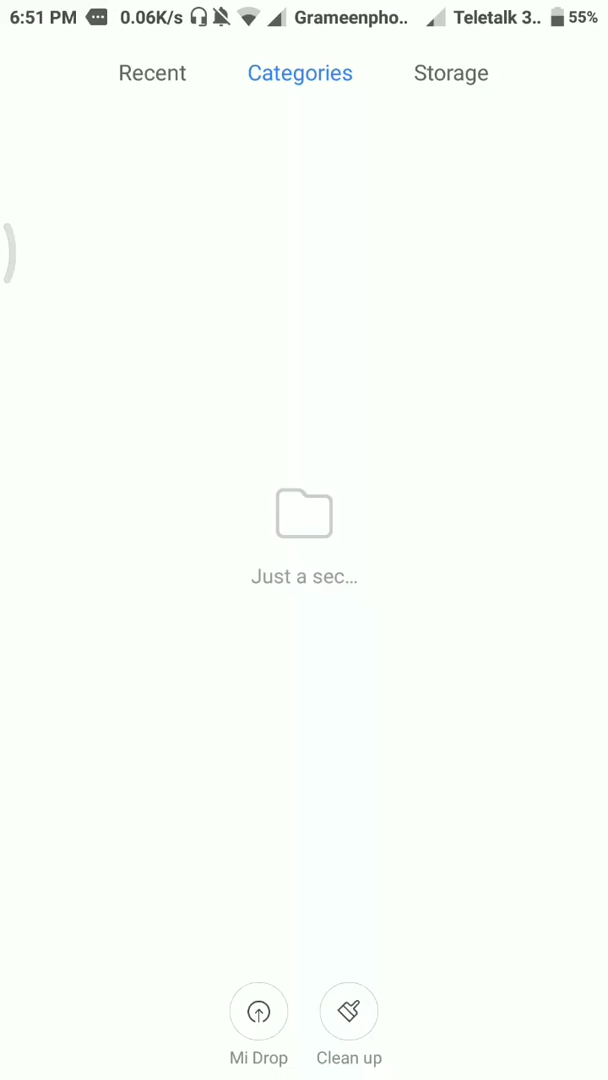 6:51 PM 0.06K/s Grameenpho.. Teletalk 3.. 55%
Recent Categories Storage
Just a sec...
Mi Drop Clean up